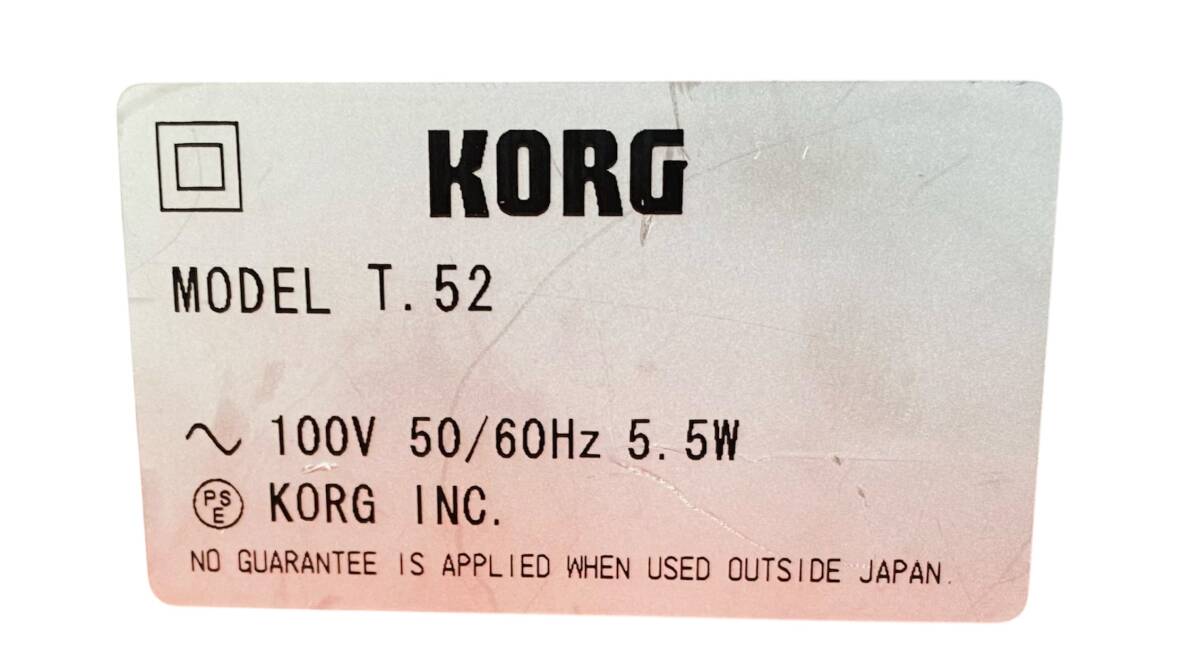 KORG
MODEL T.52
100V 50/60Hz 5.5W
PSE KORG INC.
NO GUARANTEE IS APPLIED WHEN USED OUTSIDE JAPAN.